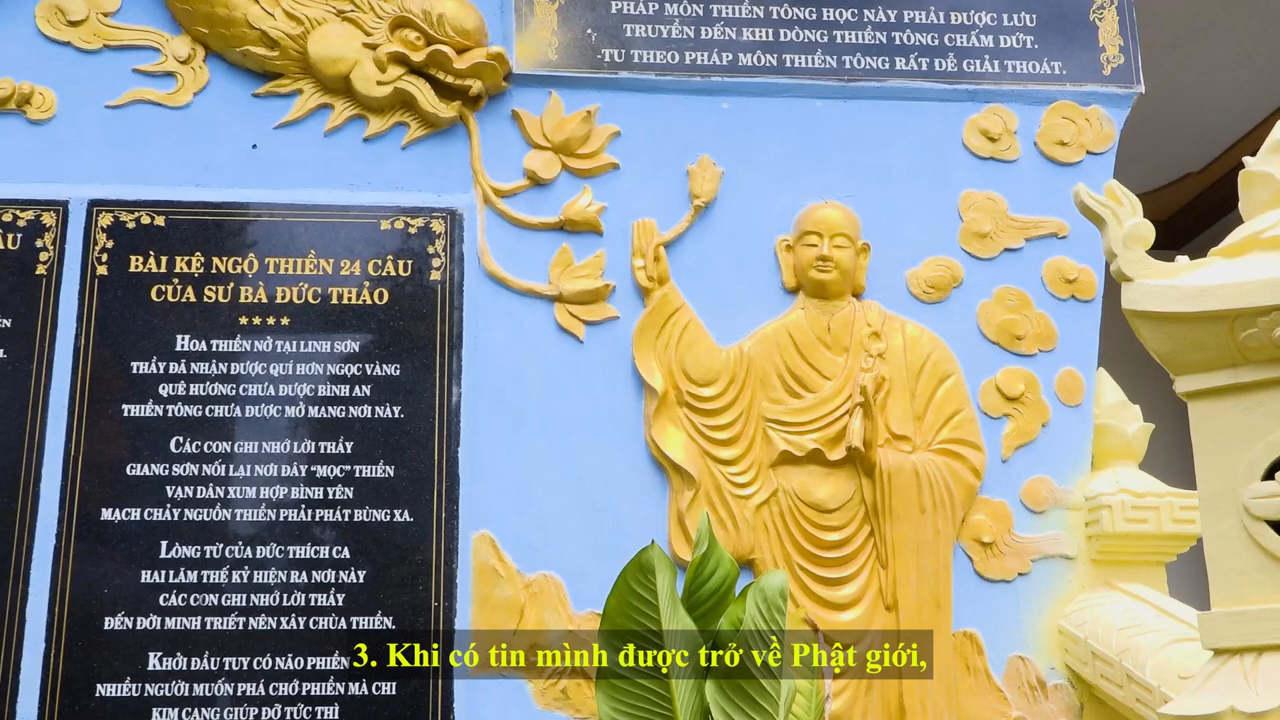 PHÁP MÔN THIỀN TÔNG HỌC NÀY PHẢI ĐƯỢC LƯU
TRUYỀN ĐẾN KHI DÒNG THIỀN TÔNG CHẤM DỨT.
-TU THEO PHÁP MÔN THIỀN TÔNG RẤT DỄ GIẢI THOÁT.
BÀI KỆ NGỘ THIỀN 24 CÂU
CỦA SƯ BÀ ĐỨC THẢO
****
HOA THIỀN NỞ TẠI LINH SƠN
THẦY ĐÃ NHẬN ĐƯỢC QUÍ HƠN NGỌC VÀNG
QUÊ HƯƠNG CHƯA ĐƯỢC BÌNH AN
THIỀN TÔNG CHƯA ĐƯỢC MỞ MANG NƠI NÀY.
CÁC CON GHI NHỚ LỜI THẦY
GIANG SƠN NỐI LẠI NƠI ĐÂY “MỌC” THIỀN
VẠN DÂN XUM HỢP BÌNH YÊN
MẠCH CHẢY NGUỒN THIỀN PHẢI PHÁT BÙNG XA.
LÒNG TỪ CỦA ĐỨC THÍCH CA
HAI LĂM THẾ KỶ HIỆN RA NƠI NÀY
CÁC CON GHI NHỚ LỜI THẦY
ĐẾN ĐỜI MINH TRIẾT NÊN XÂY CHÙA THIỀN.
KHỞI ĐẦU TUY CÓ NÃO PHIỀN
NHIỀU NGƯỜI MUỐN PHÁ CHỚ PHIỀN MÀ CHI
KIM CANG GIÚP ĐỠ TỨC THÌ
3. Khi có tin mình được trở về Phật giới,